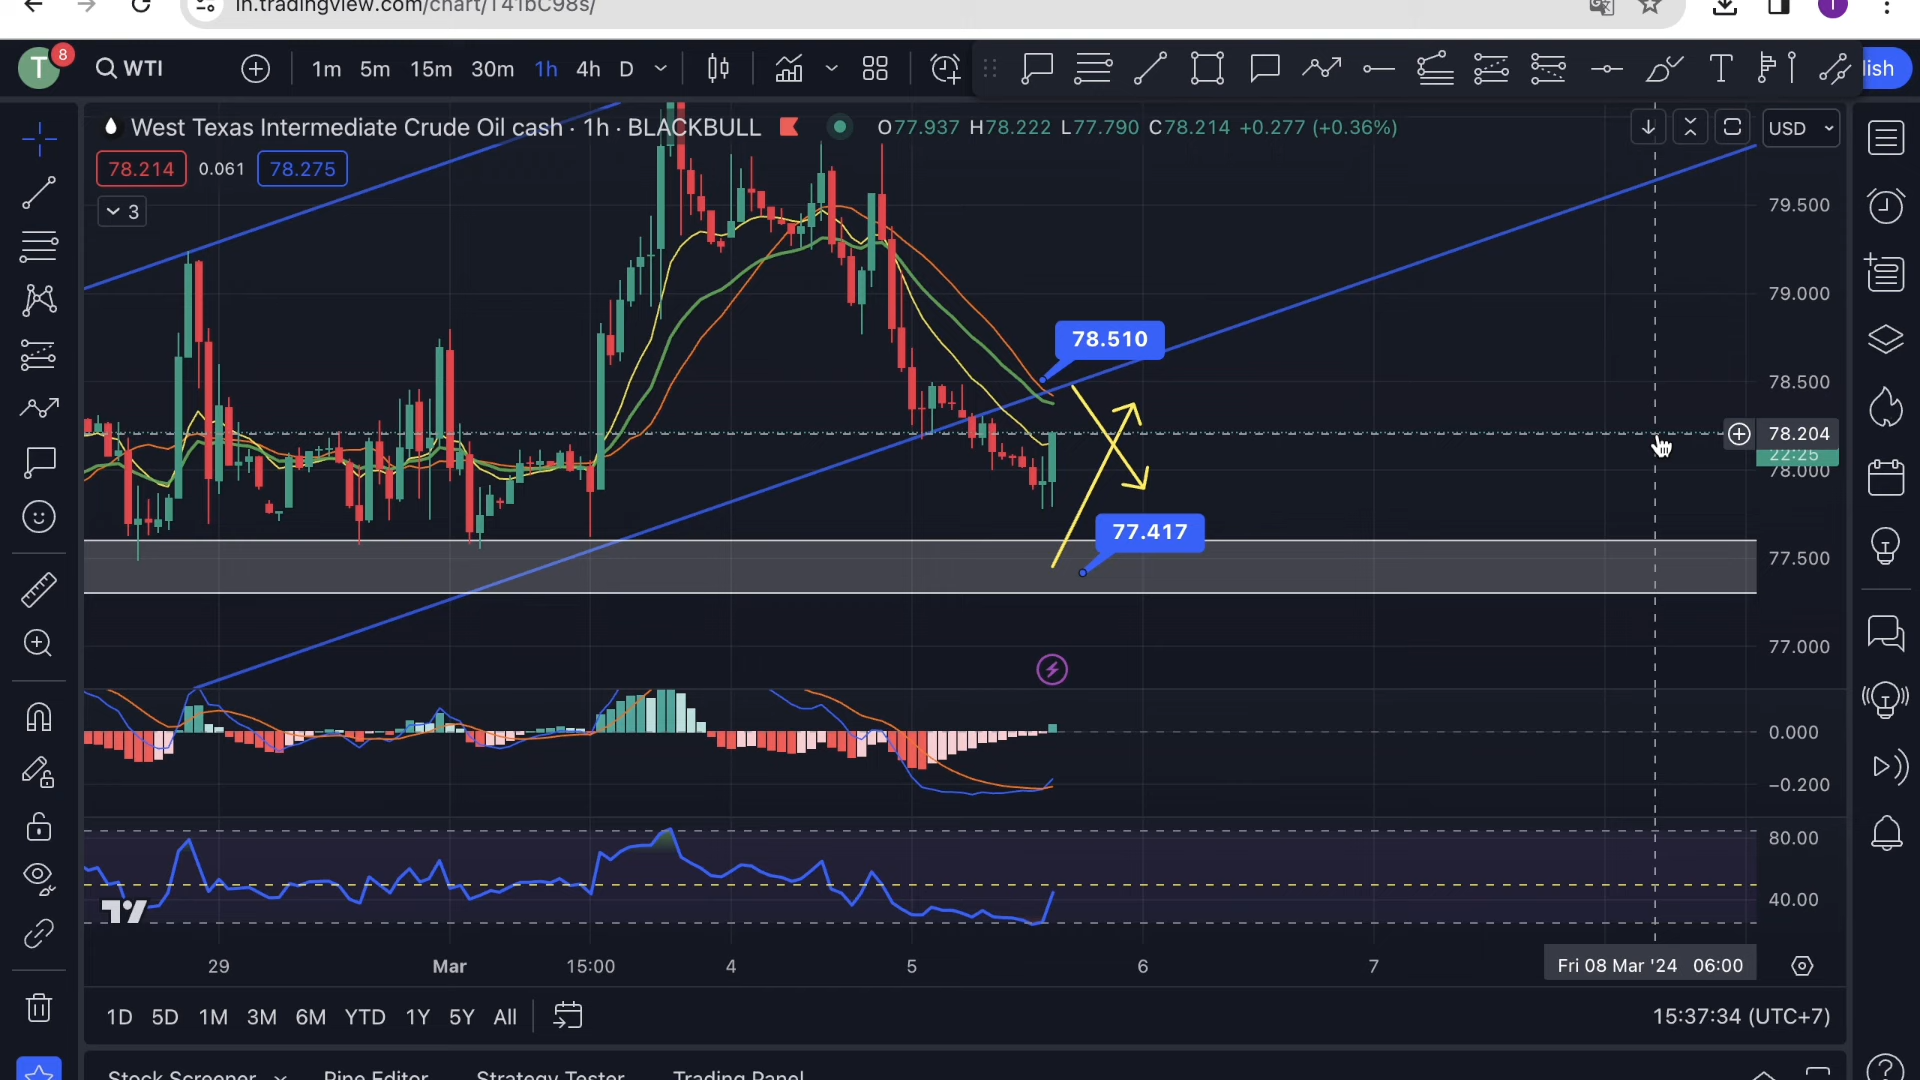 in.tradingview.com/chart/T41bC98s/
T
T 8 WTI 1m 5m 15m 30m 1h 4h D lish
West Texas Intermediate Crude Oil cash · 1h · BLACKBULL O77.937 H78.222 L77.790 C78.214 +0.277 (+0.36%) USD
78.214 0.061 78.275
3
79.500
79.000
78.510
78.500
78.204
22:25
78.000
77.417
77.500
77.000
0.000
−0.200
80.00
40.00
29 Mar 15:00 4 5 6 7 Fri 08 Mar '24 06:00
1D 5D 1M 3M 6M YTD 1Y 5Y All 15:37:34 (UTC+7)
Stock Screener Pine Editor Strategy Tester Trading Panel